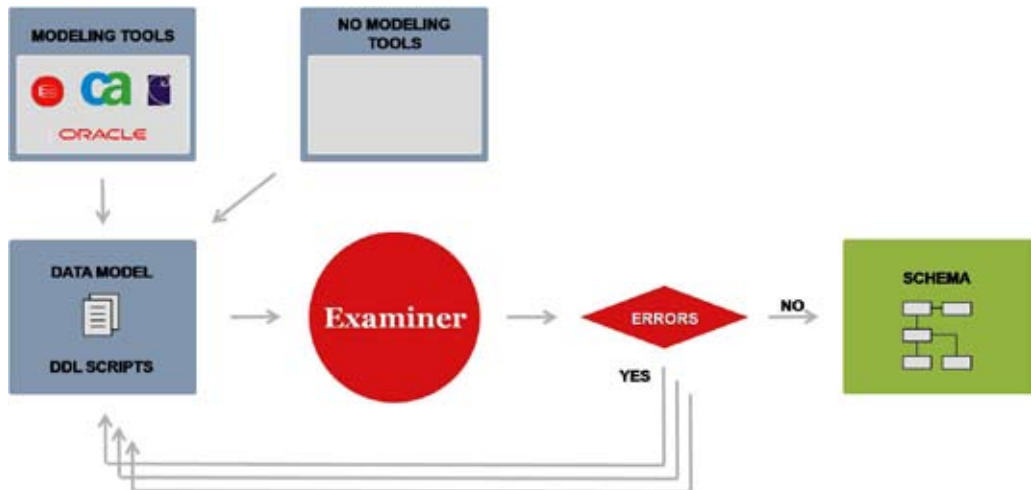 MODELING TOOLS
NO MODELING
TOOLS
ca
ORACLE
DATA MODEL
DDL SCRIPTS
Examiner
ERRORS
NO
YES
SCHEMA